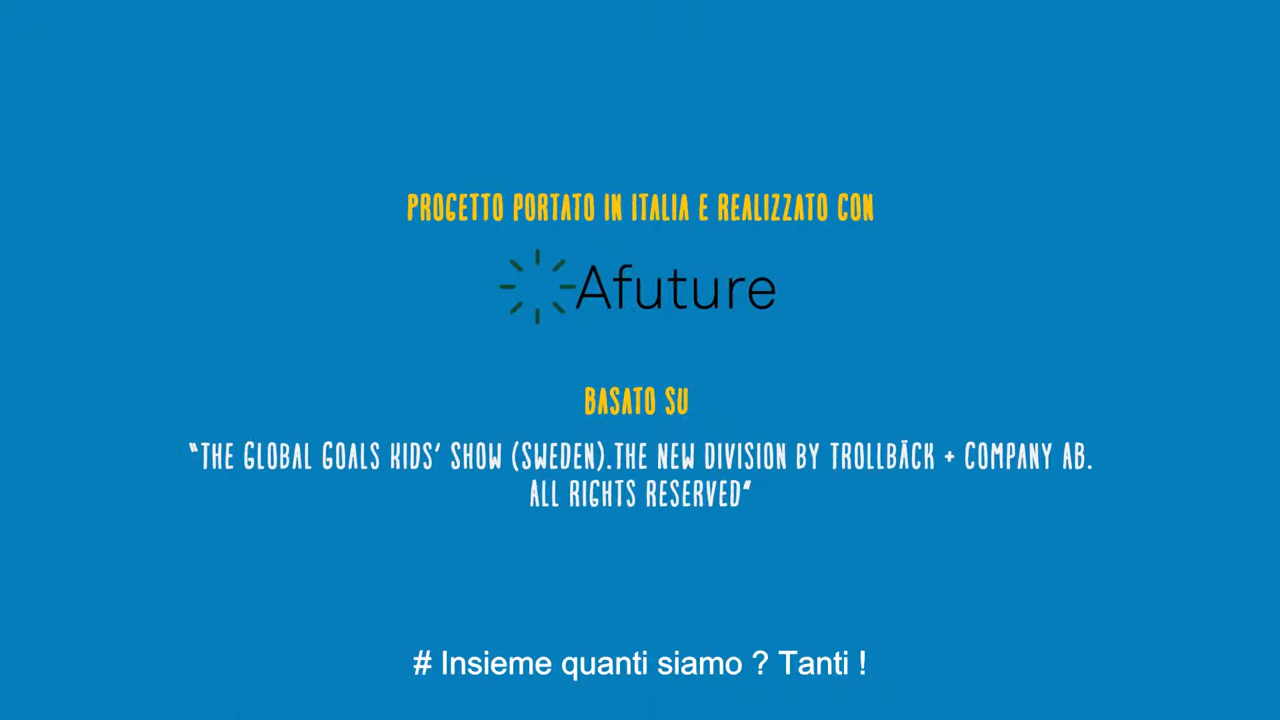 PROGETTO PORTATO IN ITALIA E REALIZZATO CON
Afuture
BASATO SU
"THE GLOBAL GOALS KIDS' SHOW (SWEDEN).THE NEW DIVISION BY TROLLBÄCK + COMPANY AB.
ALL RIGHTS RESERVED"
# Insieme quanti siamo ? Tanti !